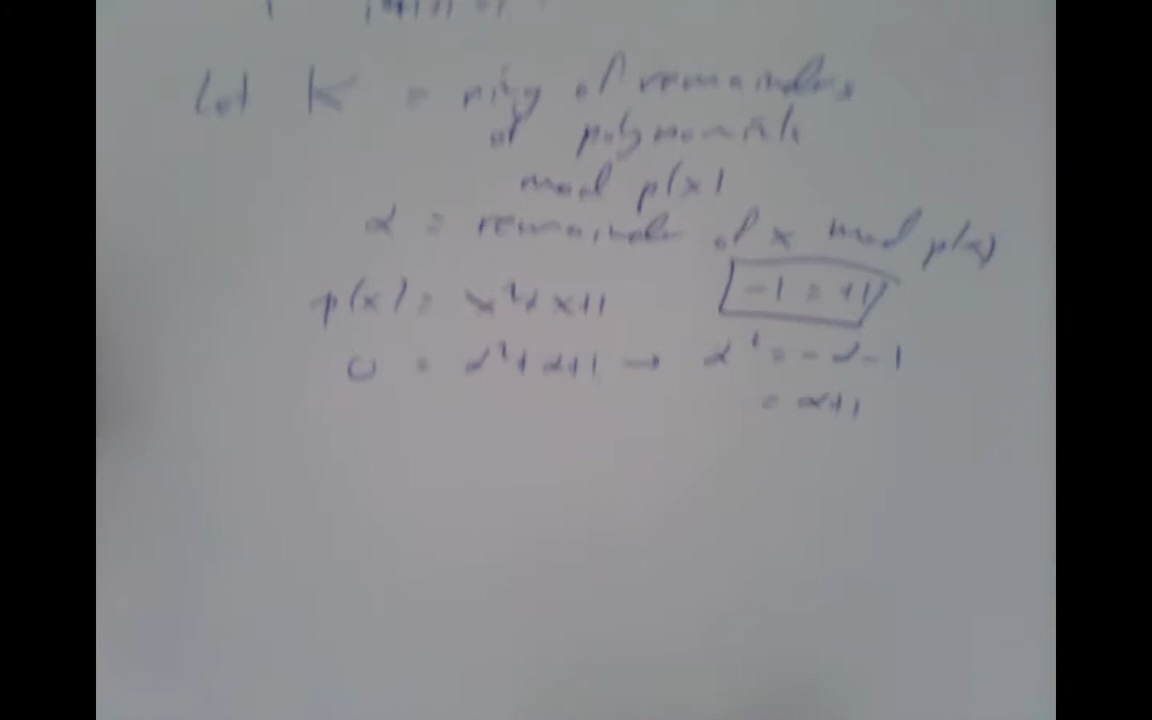 Let K = ring of remainders
of polynomials
mod p(x)
α = remainder of x mod p(x)
p(x) = x²+x+1 -1 = +1
0 = α²+α+1 → α² = -α-1
= α+1